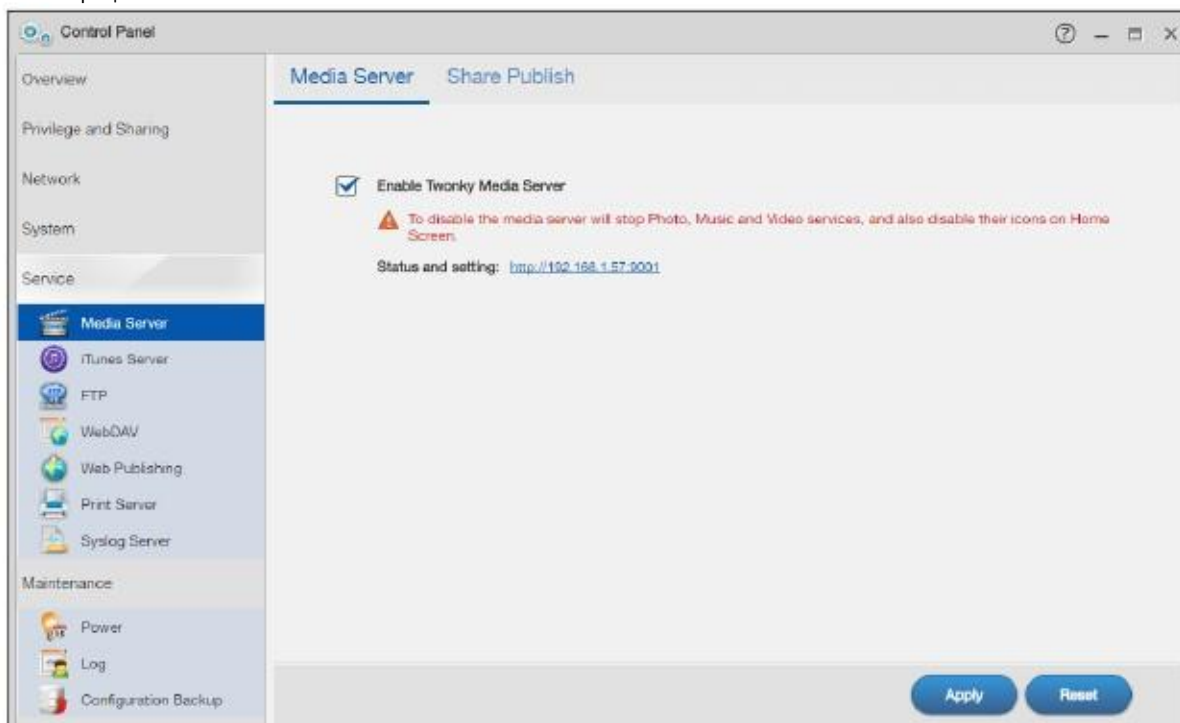 Control Panel
Overview
Privilege and Sharing
Network
System
Service
Media Server
iTunes Server
FTP
WebDAV
Web Publishing
Print Server
Syslog Server
Maintenance
Power
Log
Configuration Backup
Media Server Share Publish
Enable Twonky Media Server
To disable the media server will stop Photo, Music and Video services, and also disable their icons on Home
Screen.
Status and setting: http://192.168.1.57:9001
Apply Reset